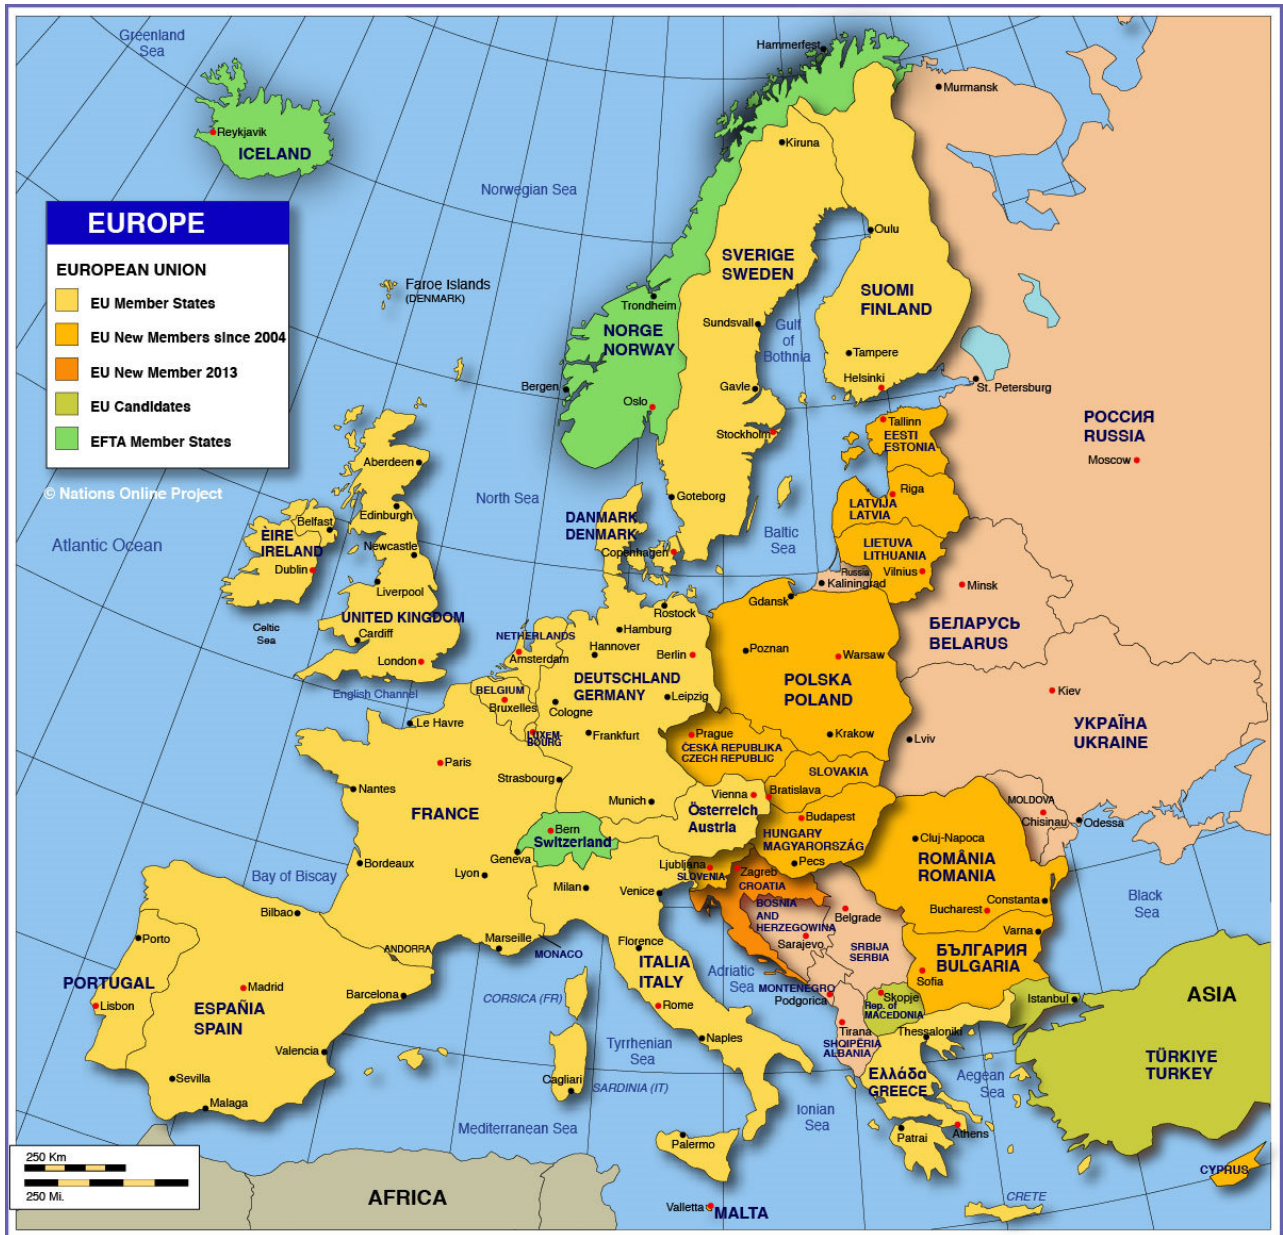 Greenland
Sea
Hammerfest
Murmansk
Reykjavik
ICELAND
Kiruna
Norwegian Sea
EUROPE
EUROPEAN UNION
EU Member States
EU New Members since 2004
EU New Member 2013
EU Candidates
EFTA Member States
© Nations Online Project
Oulu
SVERIGE
SWEDEN
Faroe Islands
(DENMARK)
SUOMI
FINLAND
Trondheim
NORGE
NORWAY
Sundsvall
Gulf
of
Bothnia
Tampere
Helsinki
St. Petersburg
Bergen
Gavle
Oslo
Stockholm
Tallinn
EESTI
ESTONIA
РОССИЯ
RUSSIA
Moscow
Aberdeen
North Sea
Goteborg
Riga
LATVIJA
LATVIA
Edinburgh
Belfast
DANMARK
DENMARK
Baltic
Sea
ÈIRE
IRELAND
Atlantic Ocean
Newcastle
Copenhagen
LIETUVA
LITHUANIA
Dublin
Russia
Vilnius
Kaliningrad
Minsk
Liverpool
Gdansk
Rostock
UNITED KINGDOM
Celtic
Sea
Cardiff
NETHERLANDS
Hamburg
БЕЛАРУСЬ
BELARUS
London
Amsterdam
Hannover
Berlin
Poznan
Warsaw
English Channel
BELGIUM
Bruxelles
DEUTSCHLAND
GERMANY
Leipzig
POLSKA
POLAND
Kiev
Le Havre
Cologne
LUXEM-
BOURG
Frankfurt
Prague
ČESKÁ REPUBLIKA
CZECH REPUBLIC
Krakow
Lviv
УКРАЇНА
UKRAINE
Paris
Strasbourg
SLOVAKIA
Nantes
Munich
Vienna
Bratislava
Österreich
Austria
MOLDOVA
Chisinau
Odessa
FRANCE
Bern
Switzerland
Budapest
HUNGARY
MAGYARORSZÁG
Cluj-Napoca
Geneva
Bordeaux
Lyon
Ljubljana
SLOVENIA
Pecs
ROMÂNIA
ROMANIA
Bay of Biscay
Milan
Venice
Zagreb
CROATIA
BOSNIA
AND
HERZEGOWINA
Belgrade
Bucharest
Constanta
Black
Sea
Bilbao
Porto
ANDORRA
Marseille
MONACO
Florence
Sarajevo
SRBIJA
SERBIA
Varna
БЪЛГАРИЯ
BULGARIA
Sofia
ITALIA
ITALY
Adriatic
Sea
PORTUGAL
Lisbon
Madrid
ESPAÑIA
SPAIN
Barcelona
CORSICA (FR)
Rome
MONTENEGRO
Podgorica
Skopje
Rep. of
MACEDONIA
Istanbul
ASIA
Tirana
SHQIPËRIA
ALBANIA
Thessaloniki
Valencia
Tyrrhenian
Sea
Naples
TÜRKIYE
TURKEY
Sevilla
Malaga
Cagliari
SARDINIA (IT)
Ελλάδα
GREECE
Aegean
Sea
Ionian
Sea
Mediterranean Sea
Palermo
Patrai
Athens
250 Km
250 Mi.
AFRICA
Valletta
MALTA
CRETE
CYPRUS